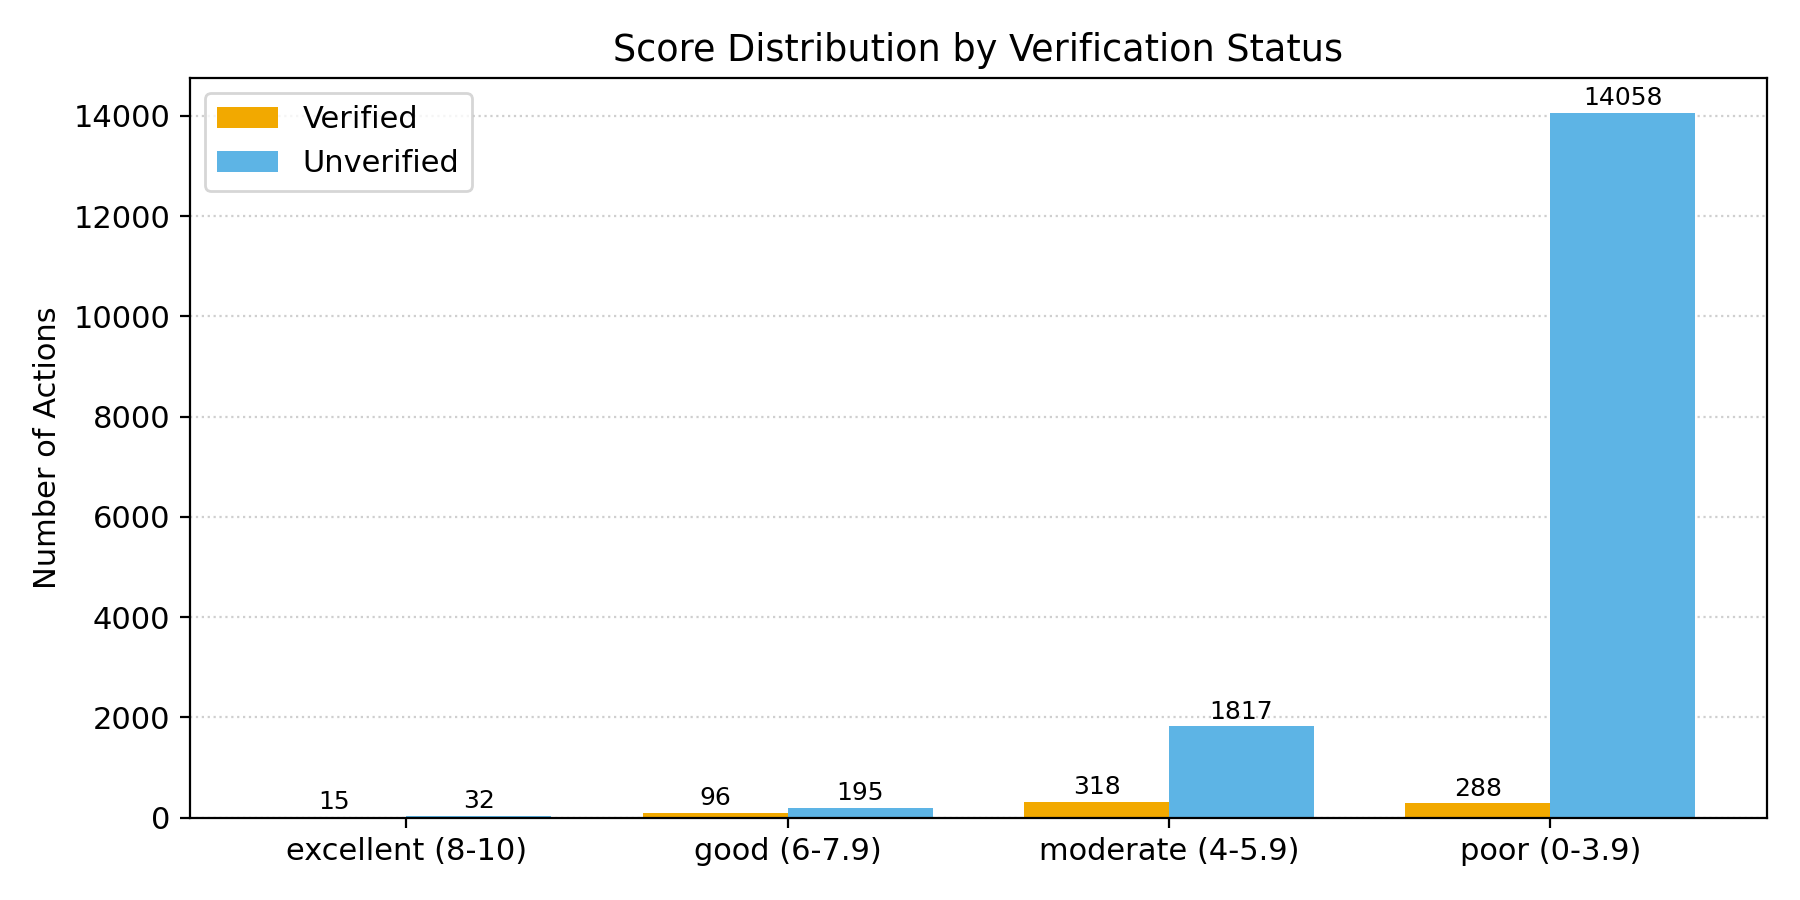 Score Distribution by Verification Status
Verified
Unverified
Number of Actions
14000
12000
10000
8000
6000
4000
2000
0
15
32
96
195
318
1817
288
14058
excellent (8-10)
good (6-7.9)
moderate (4-5.9)
poor (0-3.9)